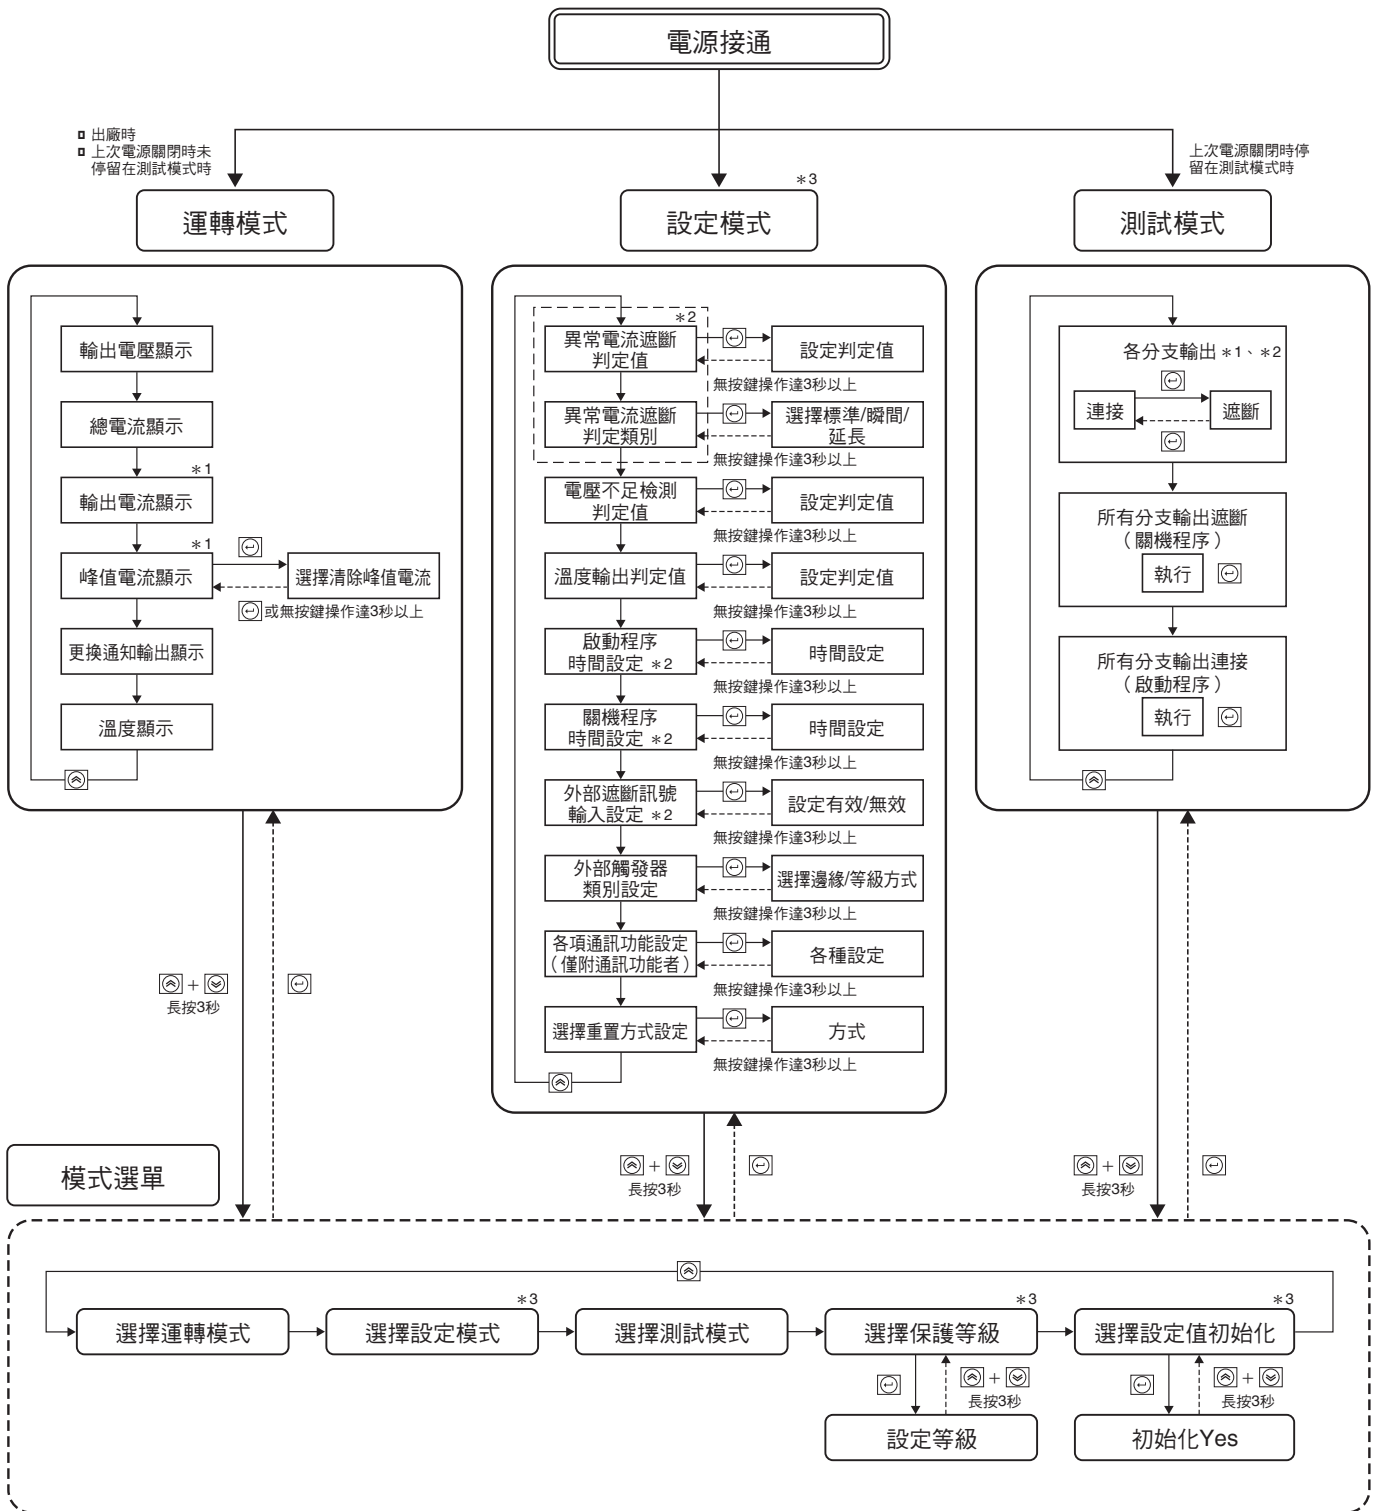 電源接通
出廠時
上次電源關閉時未
停留在測試模式時
上次電源關閉時停
留在測試模式時
運轉模式
＊3
設定模式
測試模式
輸出電壓顯示
總電流顯示
＊1
輸出電流顯示
＊1
峰值電流顯示
選擇清除峰值電流
或無按鍵操作達3秒以上
更換通知輸出顯示
溫度顯示
＊2
異常電流遮斷
判定值
設定判定值
無按鍵操作達3秒以上
異常電流遮斷
判定類別
選擇標準/瞬間/
延長
無按鍵操作達3秒以上
電壓不足檢測
判定值
設定判定值
無按鍵操作達3秒以上
溫度輸出判定值
設定判定值
無按鍵操作達3秒以上
啟動程序
時間設定 ＊2
時間設定
無按鍵操作達3秒以上
關機程序
時間設定 ＊2
時間設定
無按鍵操作達3秒以上
外部遮斷訊號
輸入設定 ＊2
設定有效/無效
無按鍵操作達3秒以上
外部觸發器
類別設定
選擇邊緣/等級方式
無按鍵操作達3秒以上
各項通訊功能設定
（僅附通訊功能者）
各種設定
無按鍵操作達3秒以上
選擇重置方式設定
方式
無按鍵操作達3秒以上
各分支輸出 ＊1、＊2
連接
遮斷
所有分支輸出遮斷
（關機程序）
執行
所有分支輸出連接
（啟動程序）
執行
+
長按3秒
+
長按3秒
+
長按3秒
模式選單
選擇運轉模式
＊3
選擇設定模式
選擇測試模式
＊3
選擇保護等級
＊3
選擇設定值初始化
+
長按3秒
+
長按3秒
設定等級
初始化Yes